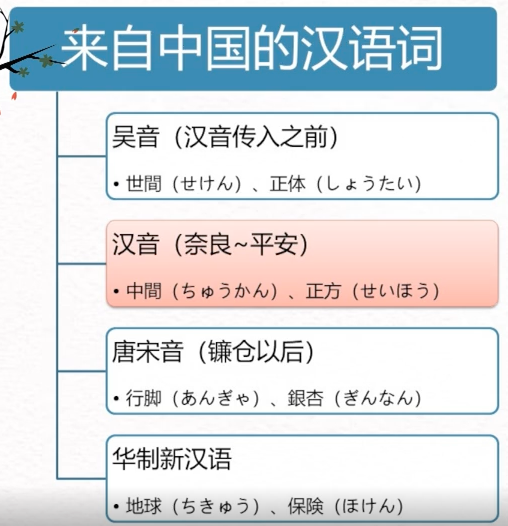 来自中国的汉语词
吴音（汉音传入之前）
• 世間（せけん）、正体（しょうたい）
汉音（奈良~平安）
• 中間（ちゅうかん）、正方（せいほう）
唐宋音（镰仓以后）
• 行脚（あんぎゃ）、銀杏（ぎんなん）
华制新汉语
• 地球（ちきゅう）、保険（ほけん）